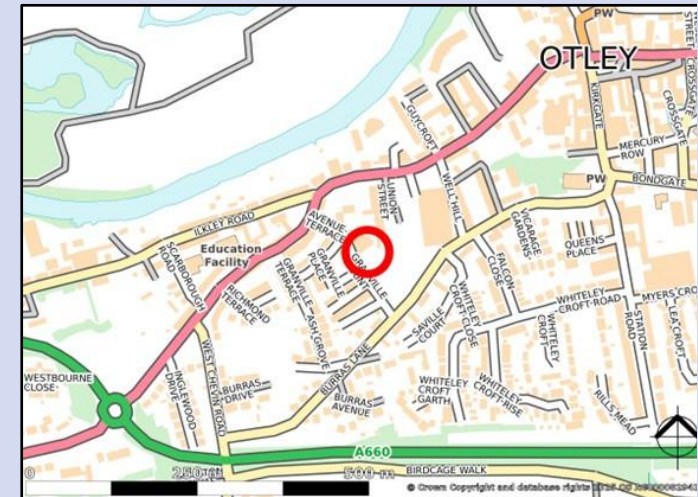 PW
OTLEY
STREET
CROSSGATE
KIRKGATE
CROSSGATE
GUYCROFT
MERCURY
ROW
BONDGATE
PW
UNION
STREET
WELL HILL
ILKLEY ROAD
AVENUE
TERRACE
VICARAGE
GARDENS
QUEENS
PLACE
SCARBOROUGH
ROAD
Education
Facility
GRANVILLE
GRANVILLE
PLACE
GRANVILLE
TERRACE
FALCON
CLOSE
RICHMOND
TERRACE
ASH GROVE
WHITELEY
CROFT CLOSE
WHITELEY
CROFT ROAD
MYERS
STATION
ROAD
LEA CROFT
SAVILLE
COURT
WHITELEY
CROFT
BURRAS LANE
WESTBOURNE
CLOSE
INGLEWOOD
DRIVE
WEST CHEVIN ROAD
BURRAS
DRIVE
BURRAS
AVENUE
WHITELEY
CROFT
GARTH
WHITELEY
CROFT RISE
RILLS MEAD
A660
0
250 m
500 m
BIRDCAGE WALK
© Crown Copyright and database rights